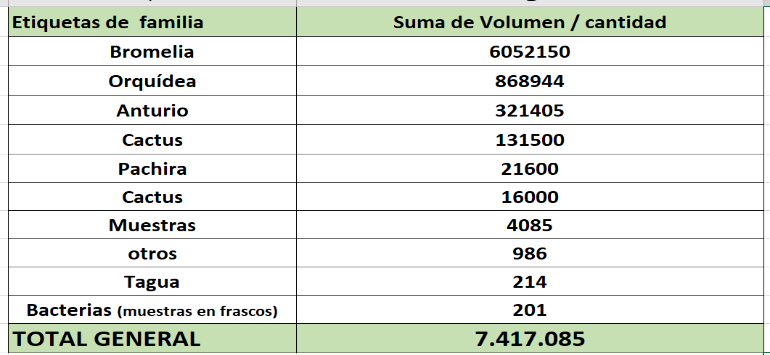 Etiquetas de familia Suma de Volumen / cantidad
Bromelia 6052150
Orquídea 868944
Anturio 321405
Cactus 131500
Pachira 21600
Cactus 16000
Muestras 4085
otros 986
Tagua 214
Bacterias (muestras en frascos) 201
TOTAL GENERAL 7.417.085